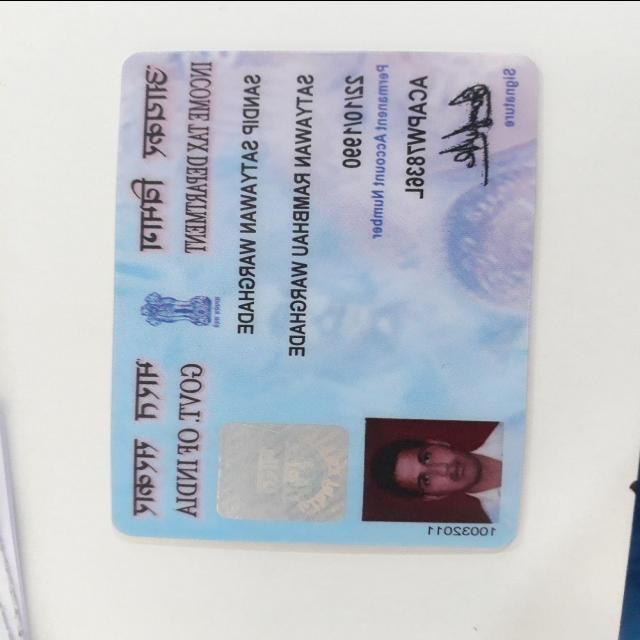 आयकर विभाग
INCOME TAX DEPARTMENT
भारत सरकार
GOVT. OF INDIA
SANDIP SATYAWAN WARGHADE
SATYAWAN RAMBHAU WARGHADE
22/10/1990
Permanent Account Number
ACAPW7836L
Signature
10032011